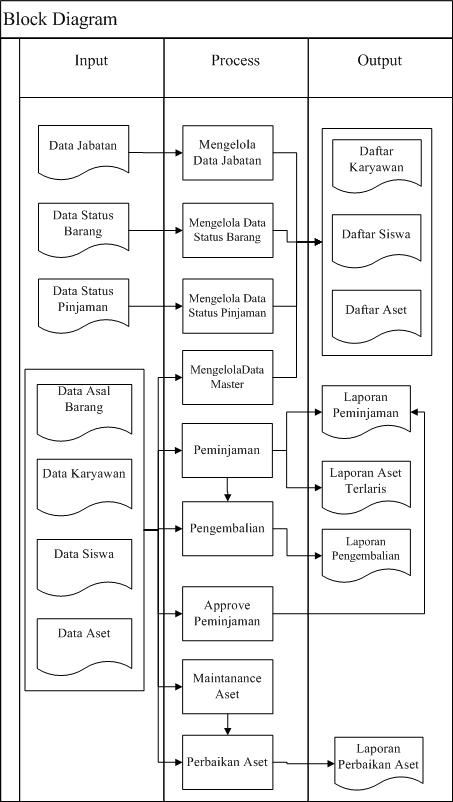 Block Diagram
Input
Process
Output
Data Jabatan
Mengelola
Data Jabatan
Daftar
Karyawan
Data Status
Barang
Mengelola Data
Status Barang
Daftar Siswa
Data Status
Pinjaman
Mengelola Data
Status Pinjaman
Daftar Aset
MengelolaData
Master
Data Asal
Barang
Laporan
Peminjaman
Peminjaman
Data Karyawan
Laporan Aset
Terlaris
Pengembalian
Laporan
Pengembalian
Data Siswa
Approve
Peminjaman
Data Aset
Maintanance
Aset
Perbaikan Aset
Laporan
Perbaikan Aset